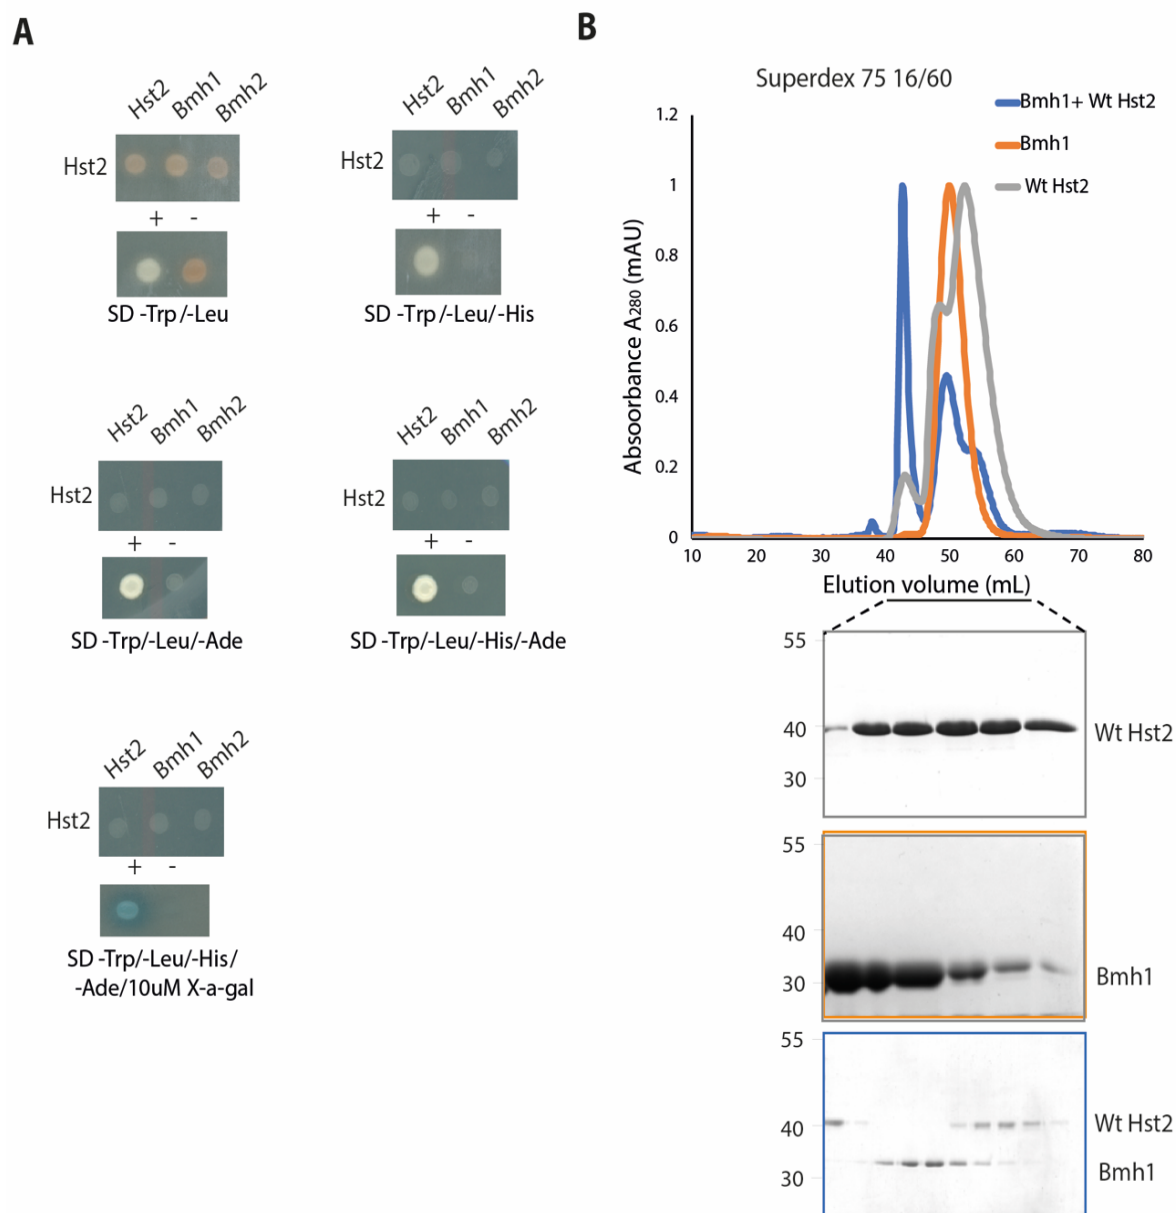 A
Hst2 Bmh1 Bmh2
Hst2
+ -
SD -Trp/-Leu
Hst2 Bmh1 Bmh2
Hst2
+ -
SD -Trp/-Leu/-His
Hst2 Bmh1 Bmh2
Hst2
+ -
SD -Trp/-Leu/-Ade
Hst2 Bmh1 Bmh2
Hst2
+ -
SD -Trp/-Leu/-His/-Ade
Hst2 Bmh1 Bmh2
Hst2
+ -
SD -Trp/-Leu/-His/
-Ade/10uM X-a-gal
B
Superdex 75 16/60
Bmh1+ Wt Hst2
Bmh1
Wt Hst2
Absoorbance A280 (mAU)
1.2
1
0.8
0.6
0.4
0.2
0
10 20 30 40 50 60 70 80
Elution volume (mL)
55
40 Wt Hst2
30
55
40
30 Bmh1
55
40 Wt Hst2
30 Bmh1